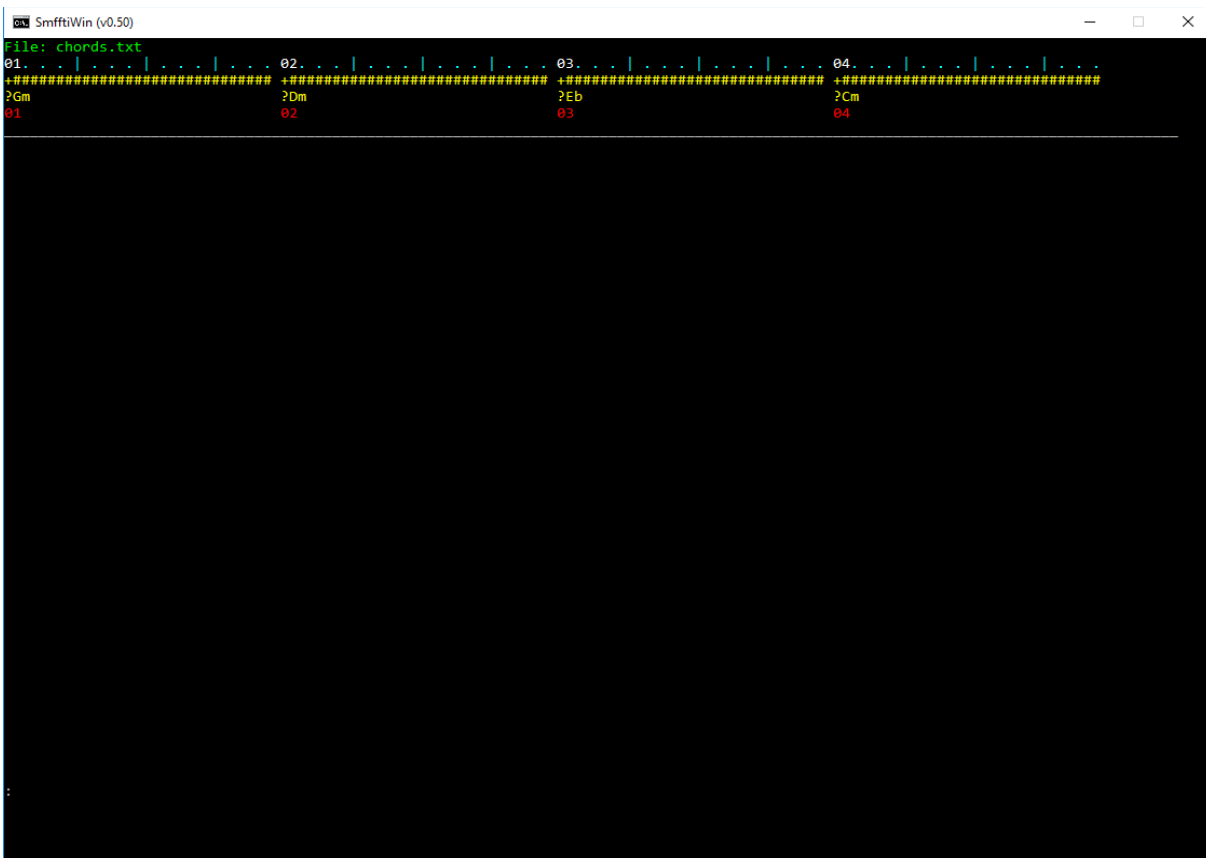 SmfftiWin (v0.50)
File: chords.txt
01. . . | . . . | . . . | . . . 02. . . | . . . | . . . | . . . 03. . . | . . . | . . . | . . . 04. . . | . . . | . . . | . . .
+############################## +############################## +############################## +##############################
?Gm ?Dm ?Eb ?Cm
01 02 03 04
: